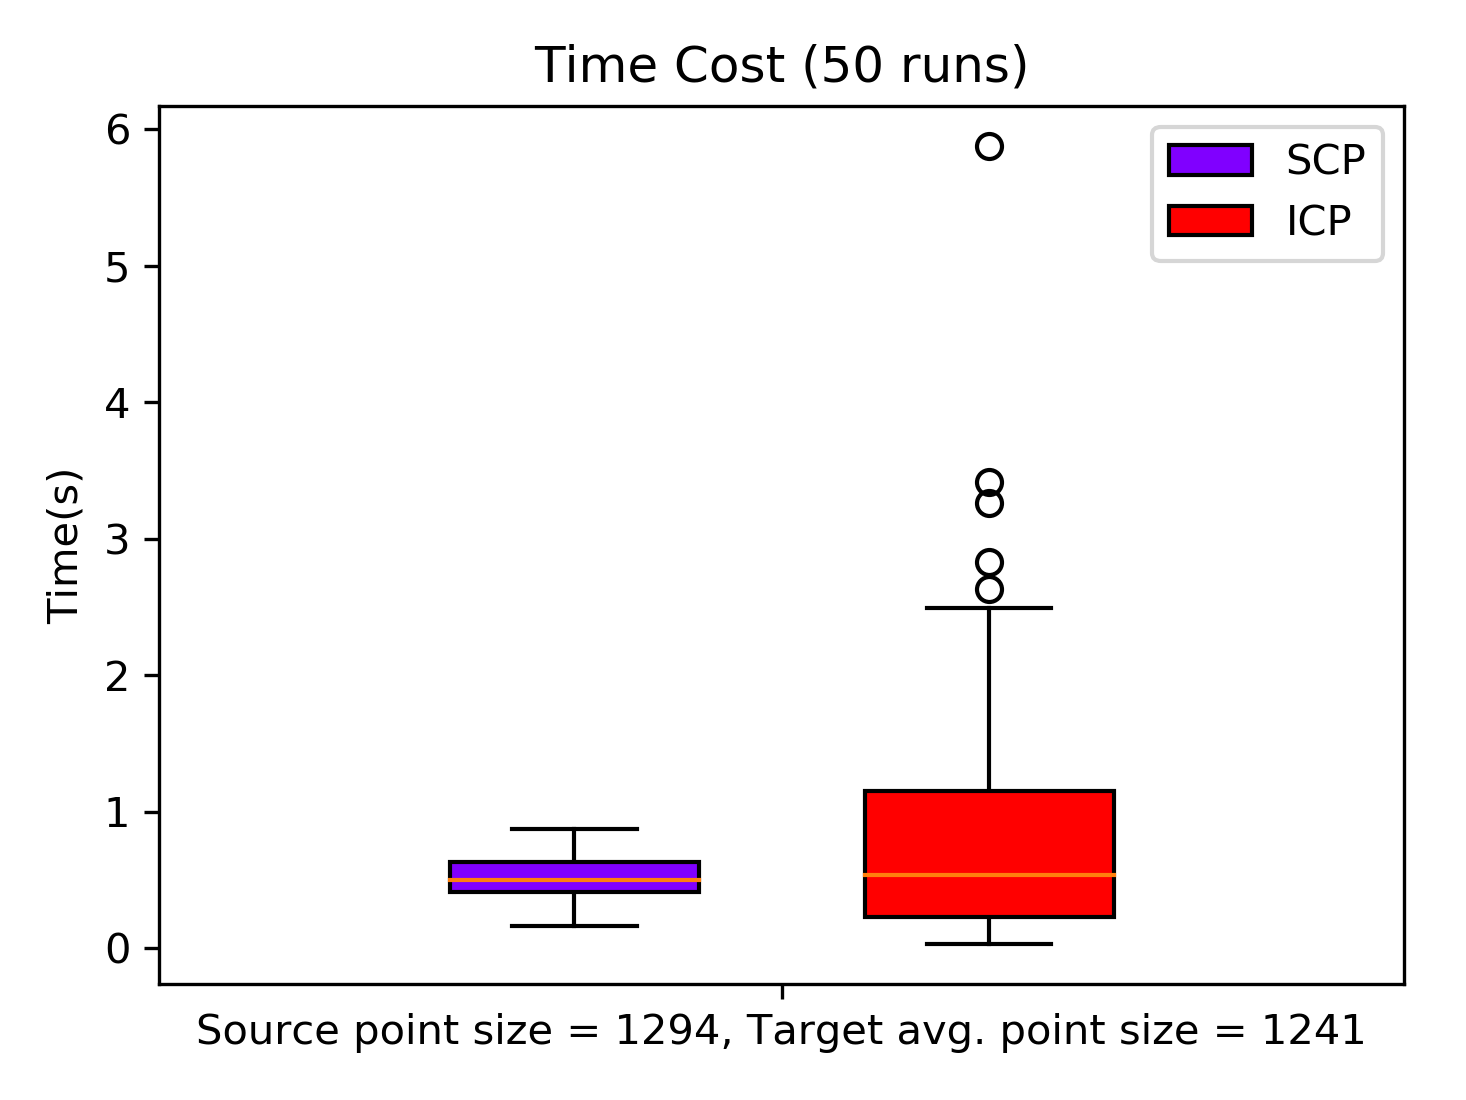 Time Cost (50 runs)
6
5
4
3
2
1
0
Time(s)
SCP
ICP
Source point size = 1294, Target avg. point size = 1241